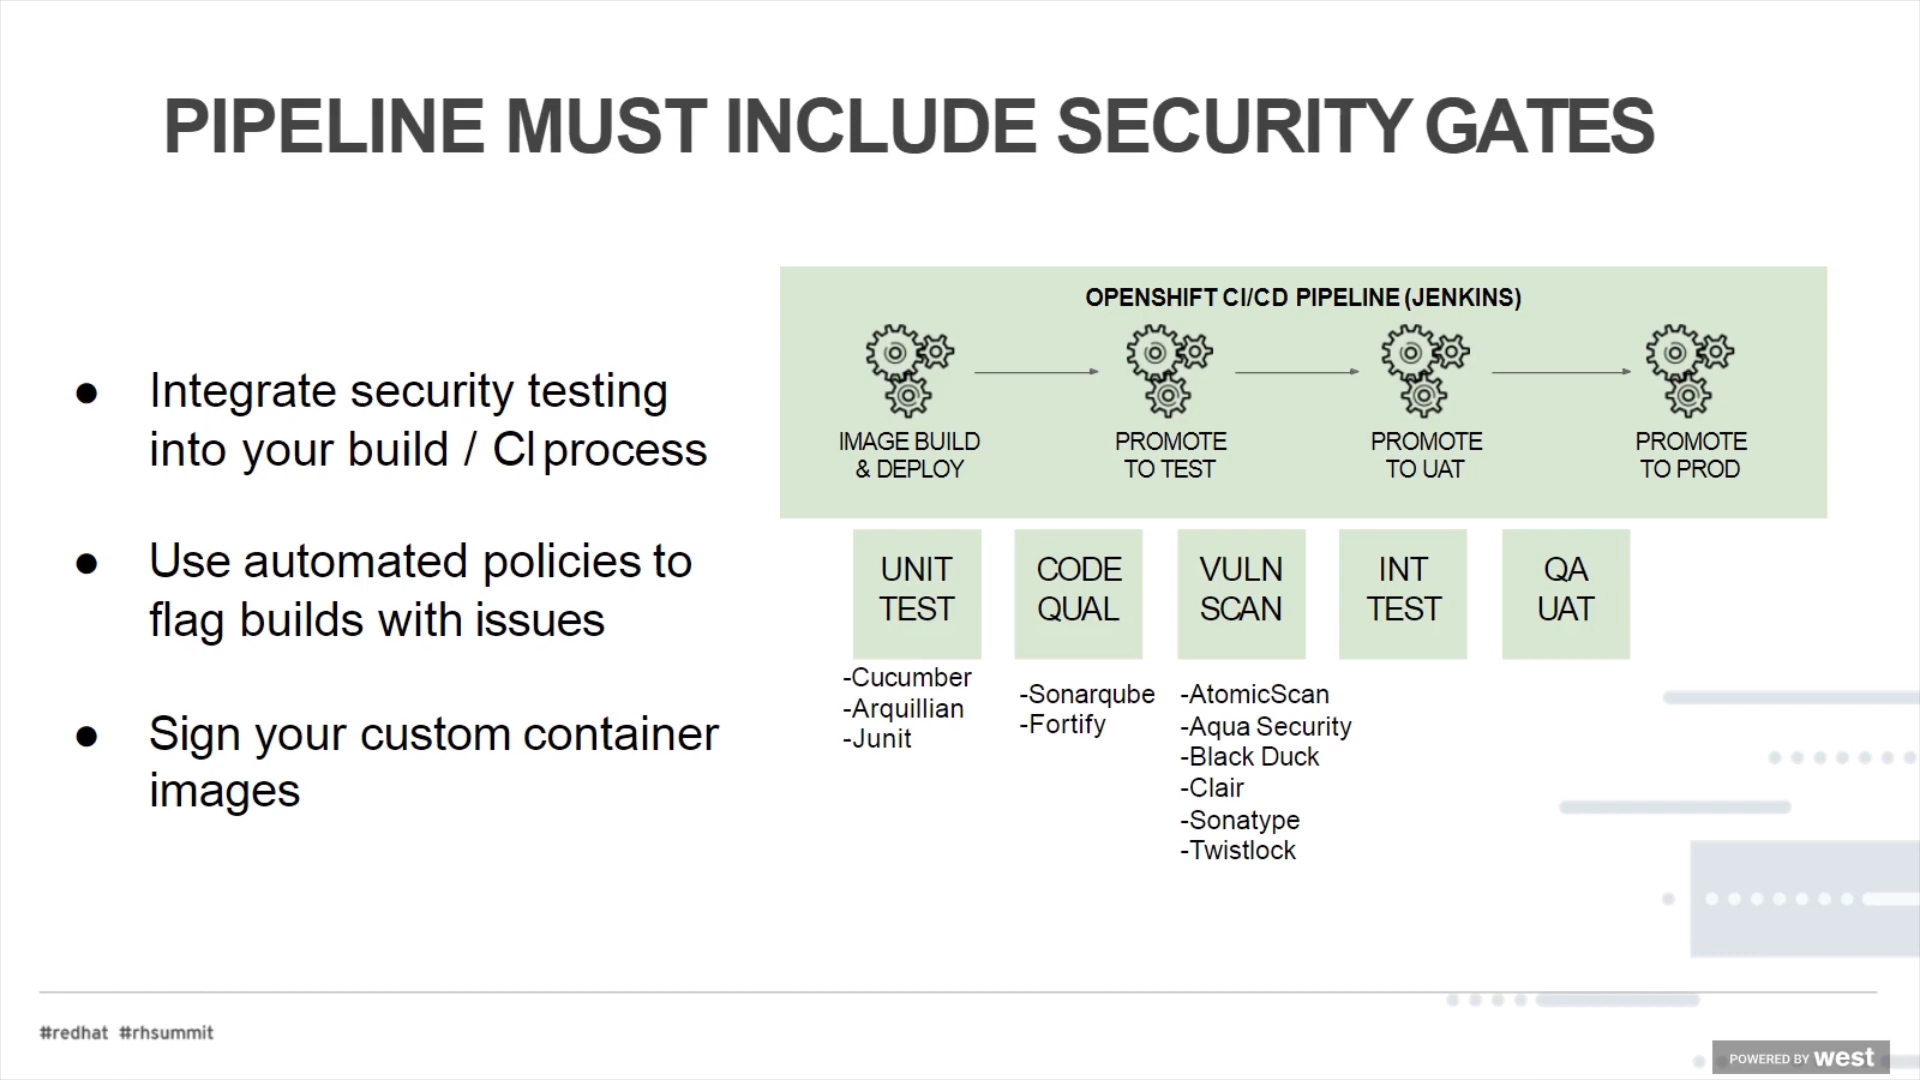 PIPELINE MUST INCLUDE SECURITY GATES
● Integrate security testing
into your build / CI process
● Use automated policies to
flag builds with issues
● Sign your custom container
images
OPENSHIFT CI/CD PIPELINE (JENKINS)
IMAGE BUILD
& DEPLOY
PROMOTE
TO TEST
PROMOTE
TO UAT
PROMOTE
TO PROD
UNIT
TEST
-Cucumber
-Arquillian
-Junit
CODE
QUAL
-Sonarqube
-Fortify
VULN
SCAN
-AtomicScan
-Aqua Security
-Black Duck
-Clair
-Sonatype
-Twistlock
INT
TEST
QA
UAT
#redhat #rhsummit
POWERED BY west